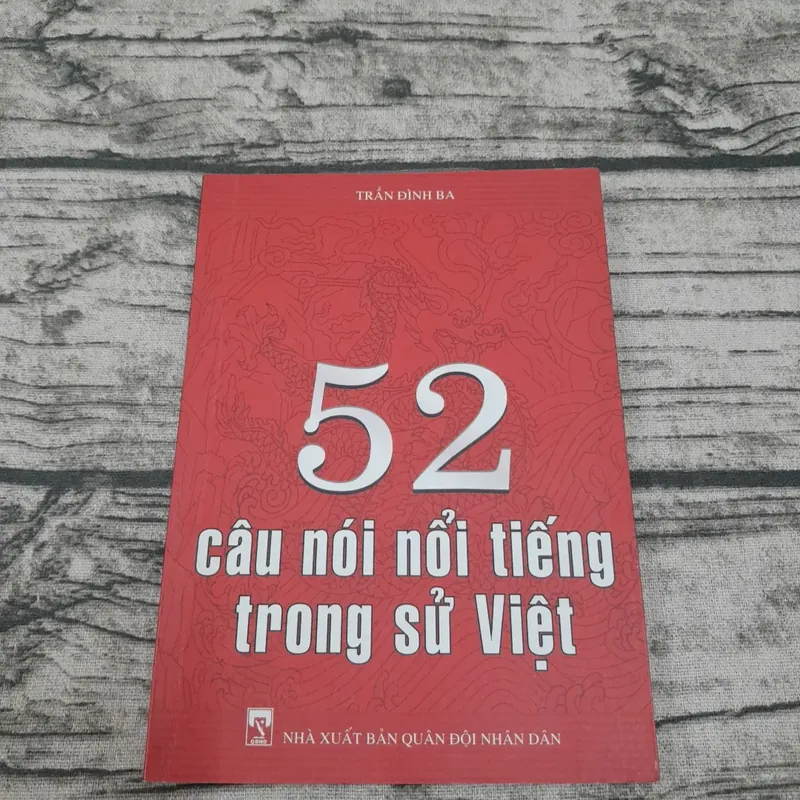 TRẦN ĐÌNH BA
52
câu nói nổi tiếng
trong sử Việt
NHÀ XUẤT BẢN QUÂN ĐỘI NHÂN DÂN